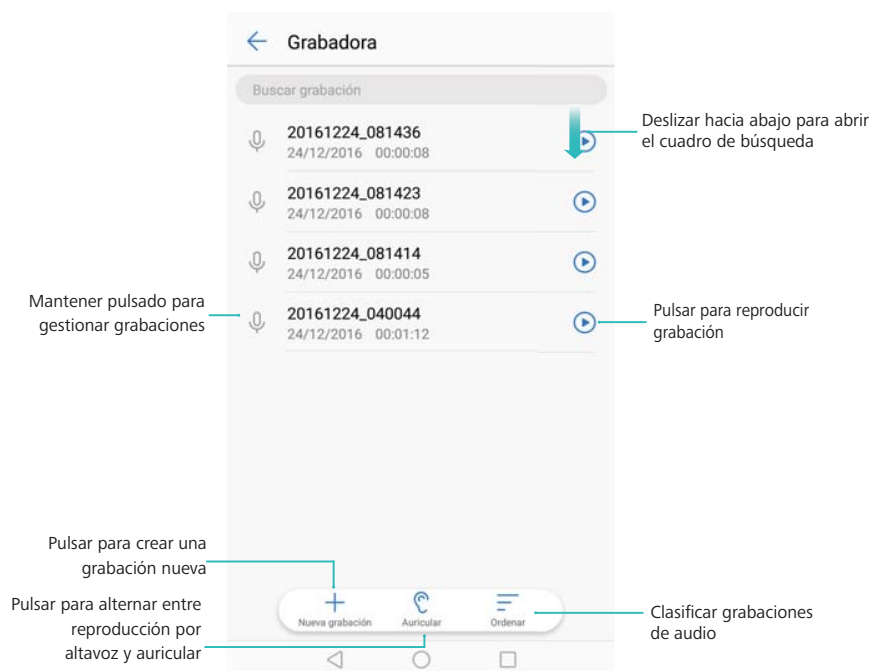 Grabadora
Buscar grabación
20161224_081436
24/12/2016 00:00:08
Deslizar hacia abajo para abrir
el cuadro de búsqueda
20161224_081423
24/12/2016 00:00:08
20161224_081414
24/12/2016 00:00:05
Mantener pulsado para
gestionar grabaciones
20161224_040044
24/12/2016 00:01:12
Pulsar para reproducir
grabación
Pulsar para crear una
grabación nueva
Pulsar para alternar entre
reproducción por
altavoz y auricular
Nueva grabación
Auricular
Ordenar
Clasificar grabaciones
de audio